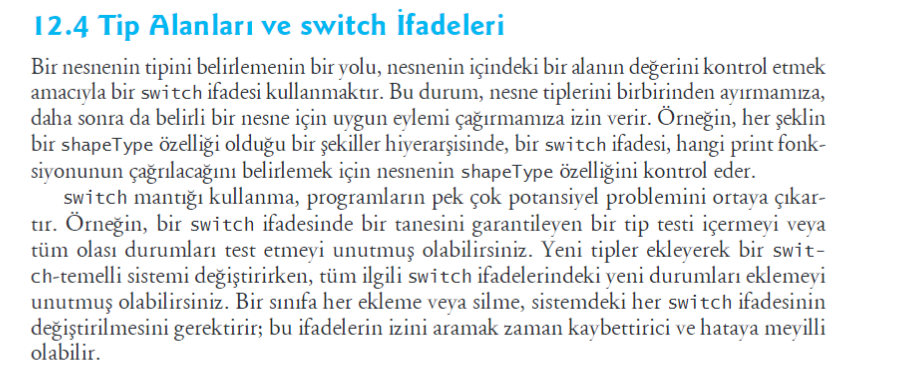 12.4 Tip Alanları ve switch İfadeleri
Bir nesnenin tipini belirlemenin bir yolu, nesnenin içindeki bir alanın değerini kontrol etmek
amacıyla bir switch ifadesi kullanmaktır. Bu durum, nesne tiplerini birbirinden ayırmamıza,
daha sonra da belirli bir nesne için uygun eylemi çağırmamıza izin verir. Örneğin, her şeklin
bir shapeType özelliği olduğu bir şekiller hiyerarşisinde, bir switch ifadesi, hangi print fonk-
siyonunun çağrılacağını belirlemek için nesnenin shapeType özelliğini kontrol eder.
switch mantığı kullanma, programların pek çok potansiyel problemini ortaya çıkar-
tır. Örneğin, bir switch ifadesinde bir tanesini garantileyen bir tip testi içermeyi veya
tüm olası durumları test etmeyi unutmuş olabilirsiniz. Yeni tipler ekleyerek bir swit-
ch-temelli sistemi değiştirirken, tüm ilgili switch ifadelerindeki yeni durumları eklemeyi
unutmuş olabilirsiniz. Bir sınıfa her ekleme veya silme, sistemdeki her switch ifadesinin
değiştirilmesini gerektirir; bu ifadelerin izini aramak zaman kaybettirici ve hataya meyilli
olabilir.